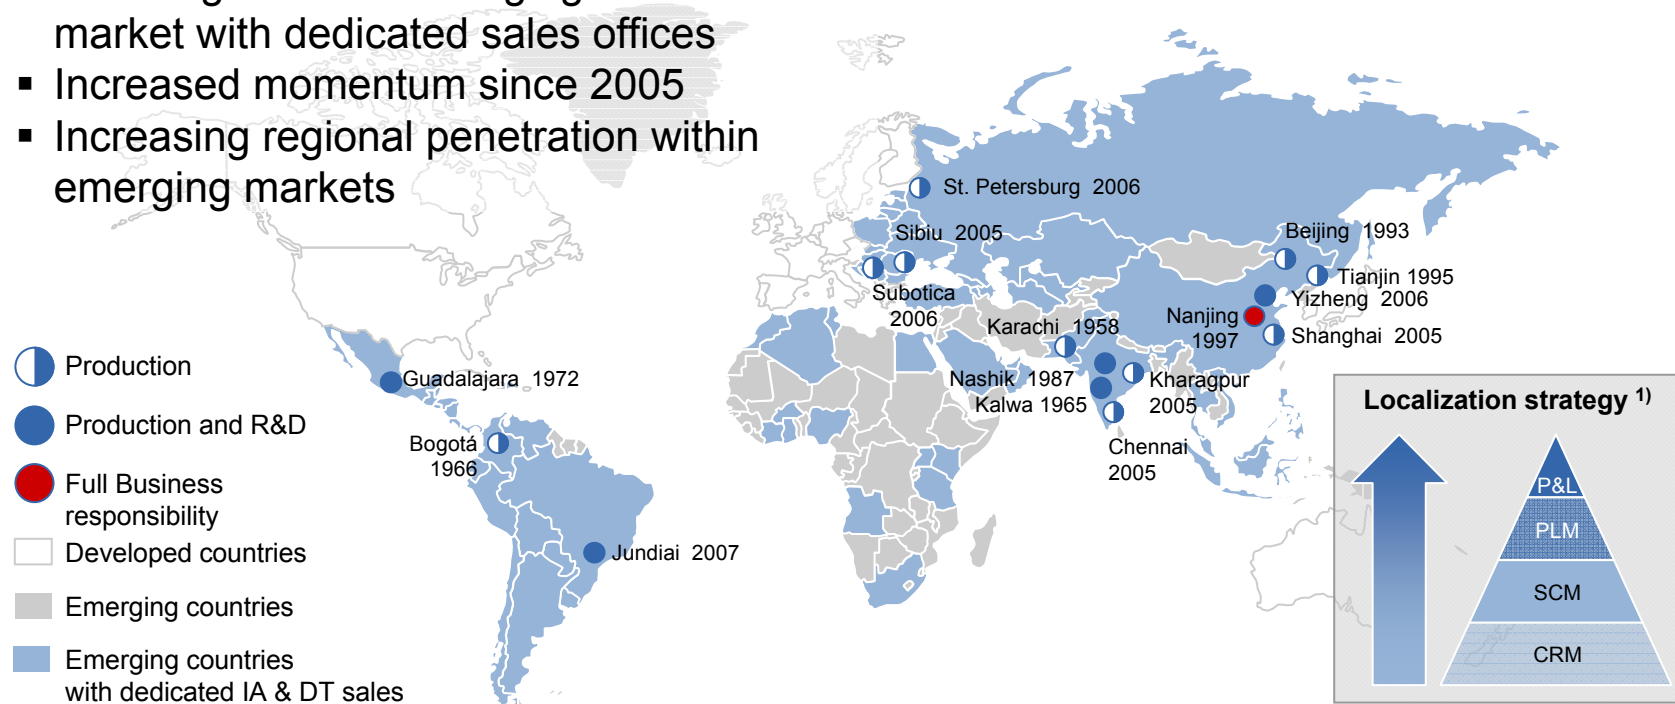 market with dedicated sales offices
▪ Increased momentum since 2005
▪ Increasing regional penetration within
emerging markets
St. Petersburg 2006
Sibiu 2005
Subotica
2006
Beijing 1993
Tianjin 1995
Yizheng 2006
Nanjing
1997
Shanghai 2005
Karachi 1958
Nashik 1987
Kalwa 1965
Kharagpur
2005
Chennai
2005
Guadalajara 1972
Bogotá
1966
Jundiai 2007
Production
Production and R&D
Full Business
responsibility
Developed countries
Emerging countries
Emerging countries
with dedicated IA & DT sales
Localization strategy 1)
P&L
PLM
SCM
CRM